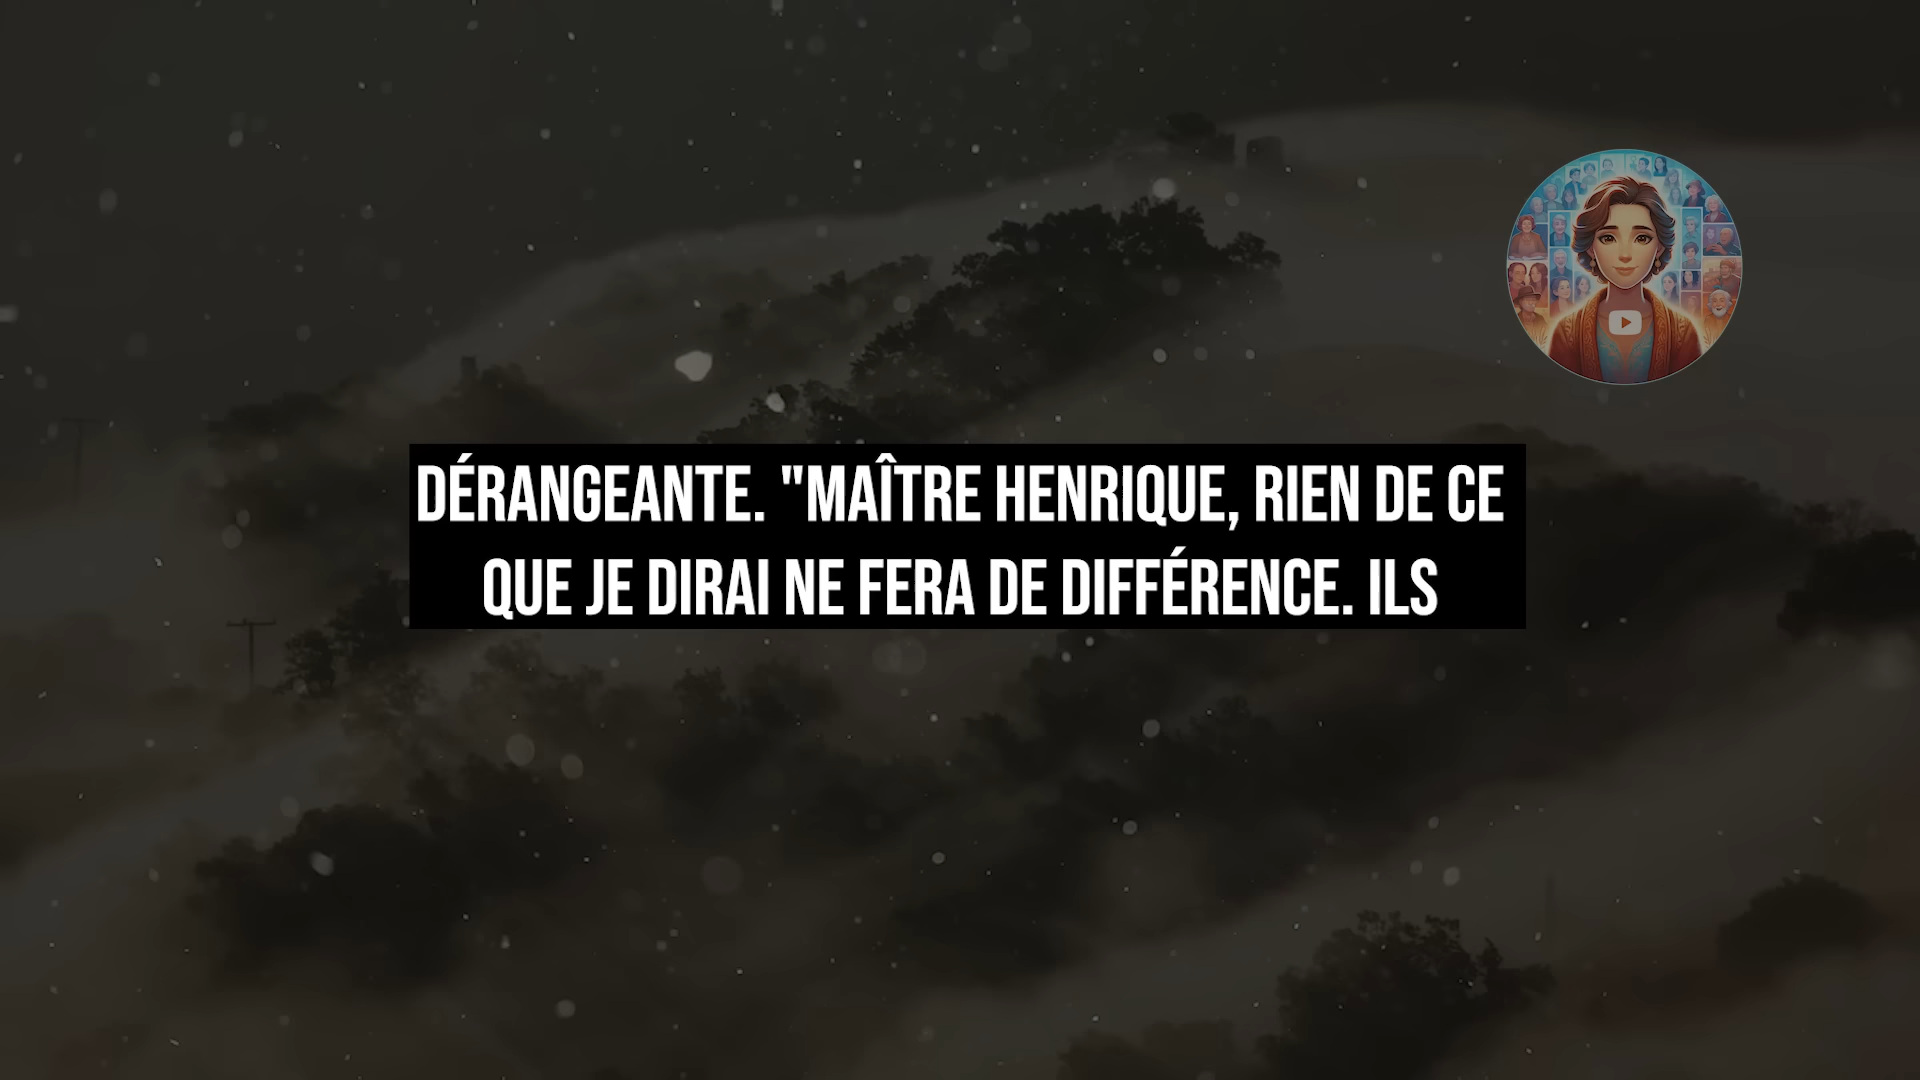 DÉRANGEANTE. "MAÎTRE HENRIQUE, RIEN DE CE
QUE JE DIRAI NE FERA DE DIFFÉRENCE. ILS